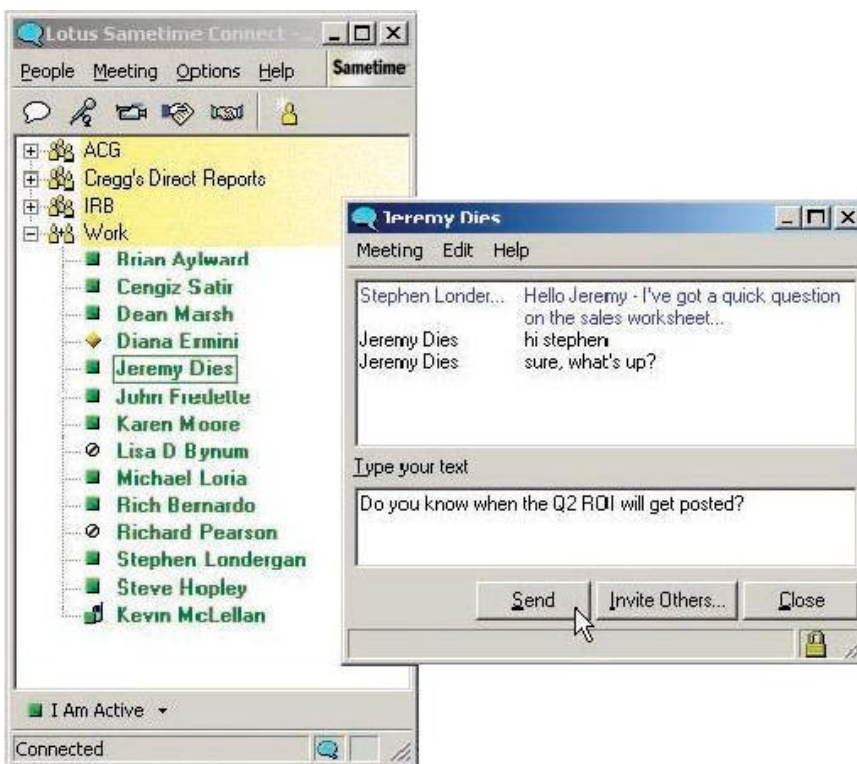 Lotus Sametime Connect - ...
People Meeting Options Help Sametime
ACG
Cregg's Direct Reports
IRB
Work
Brian Aylward
Cengiz Satir
Dean Marsh
Diana Ermini
Jeremy Dies
John Fredette
Karen Moore
Lisa D Bynum
Michael Loria
Rich Bernardo
Richard Pearson
Stephen Londergan
Steve Hopley
Kevin McLellan
I Am Active
Connected
Jeremy Dies
Meeting Edit Help
Stephen Londer... Hello Jeremy - I've got a quick question
on the sales worksheet...
Jeremy Dies hi stephen
Jeremy Dies sure, what's up?
Type your text
Do you know when the Q2 ROI will get posted?
Send Invite Others... Close